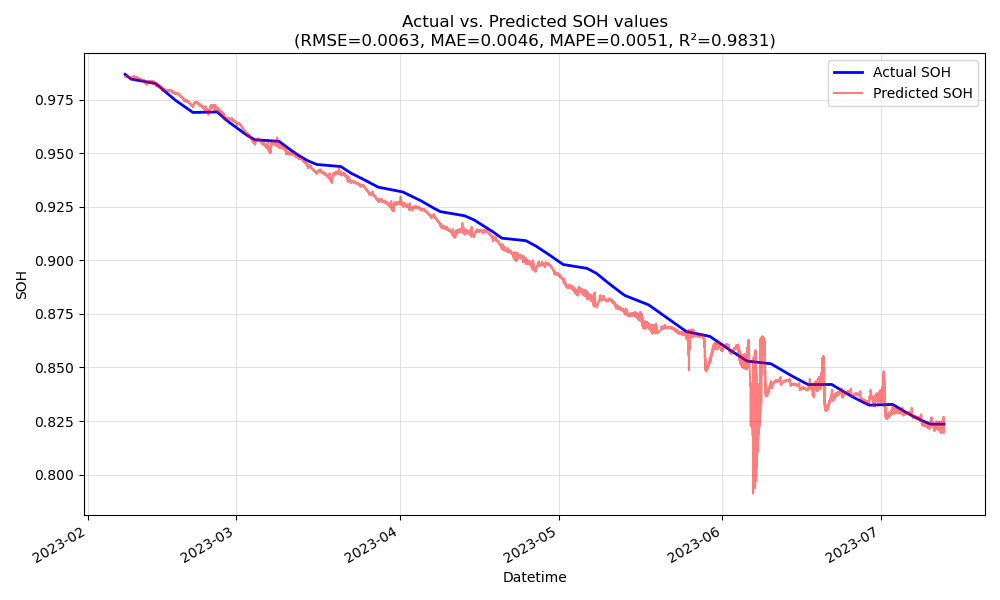 Actual vs. Predicted SOH values
(RMSE=0.0063, MAE=0.0046, MAPE=0.0051, R²=0.9831)
Actual SOH
Predicted SOH
0.975
0.950
0.925
0.900
0.875
0.850
0.825
0.800
SOH
2023-02
2023-03
2023-04
2023-05
2023-06
2023-07
Datetime